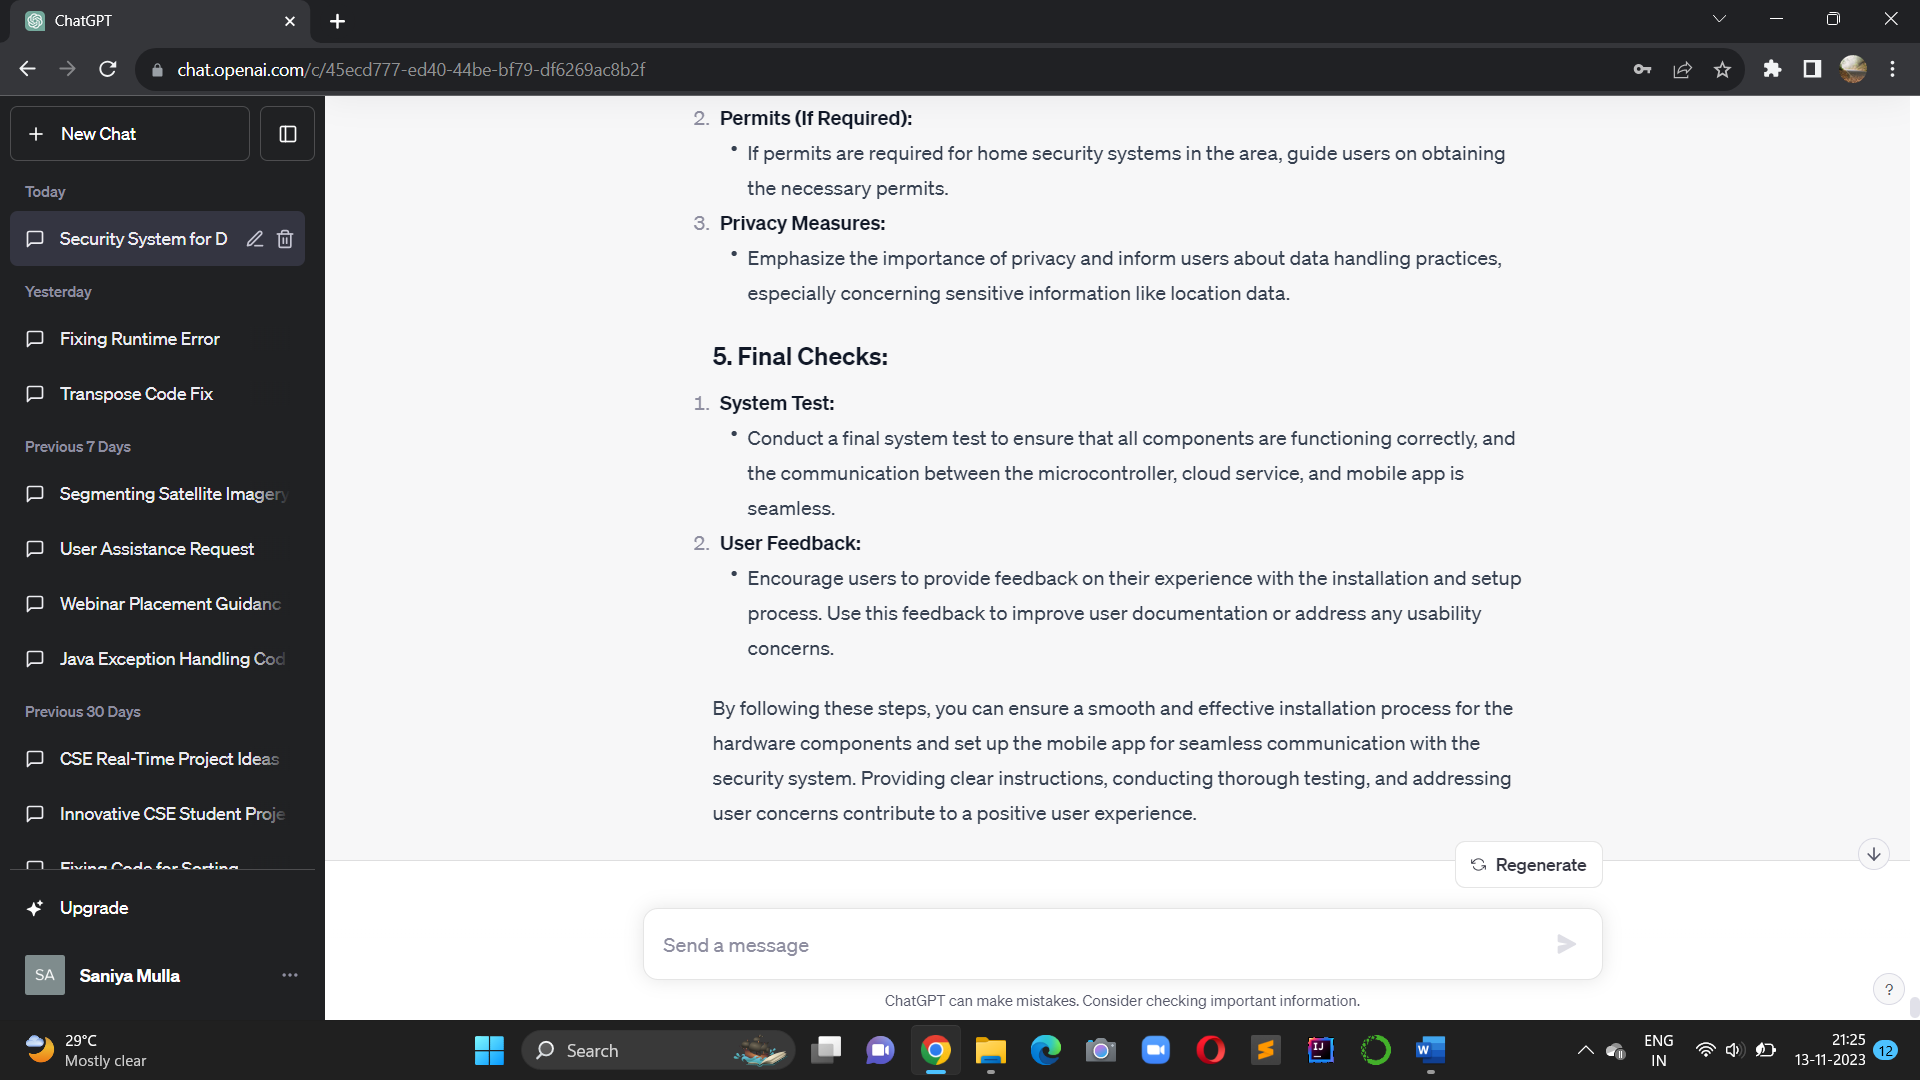 ChatGPT
chat.openai.com/c/45ecd777-ed40-44be-bf79-df6269ac8b2f
New Chat
Today
Security System for D
Yesterday
Fixing Runtime Error
Transpose Code Fix
Previous 7 Days
Segmenting Satellite Imagery
User Assistance Request
Webinar Placement Guidanc
Java Exception Handling Cod
Previous 30 Days
CSE Real-Time Project Ideas
Innovative CSE Student Proje
Fixing Code for Sorting
Upgrade
SA Saniya Mulla
2. Permits (If Required):
• If permits are required for home security systems in the area, guide users on obtaining
the necessary permits.
3. Privacy Measures:
• Emphasize the importance of privacy and inform users about data handling practices,
especially concerning sensitive information like location data.
5. Final Checks:
1. System Test:
• Conduct a final system test to ensure that all components are functioning correctly, and
the communication between the microcontroller, cloud service, and mobile app is
seamless.
2. User Feedback:
• Encourage users to provide feedback on their experience with the installation and setup
process. Use this feedback to improve user documentation or address any usability
concerns.
By following these steps, you can ensure a smooth and effective installation process for the
hardware components and set up the mobile app for seamless communication with the
security system. Providing clear instructions, conducting thorough testing, and addressing
user concerns contribute to a positive user experience.
Regenerate
Send a message
ChatGPT can make mistakes. Consider checking important information.
?
29°C
Mostly clear
Search
ENG
IN
21:25
13-11-2023
12